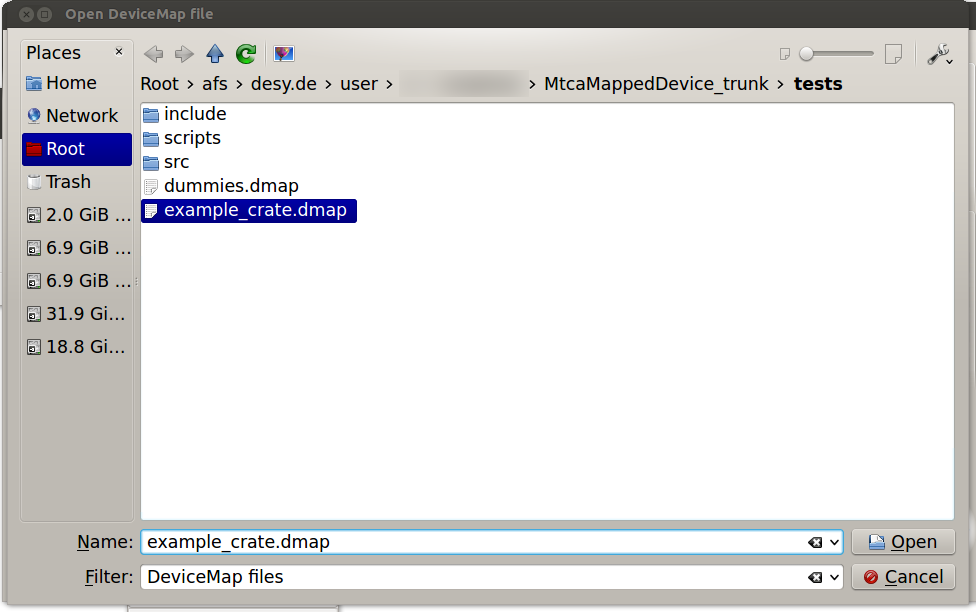 Open DeviceMap file
Places
Home
Network
Root
Trash
2.0 GiB ...
6.9 GiB ...
6.9 GiB ...
31.9 Gi...
18.8 Gi...
Root > afs > desy.de > user > > MtcaMappedDevice_trunk > tests
include
scripts
src
dummies.dmap
example_crate.dmap
Name: example_crate.dmap
Open
Filter: DeviceMap files
Cancel